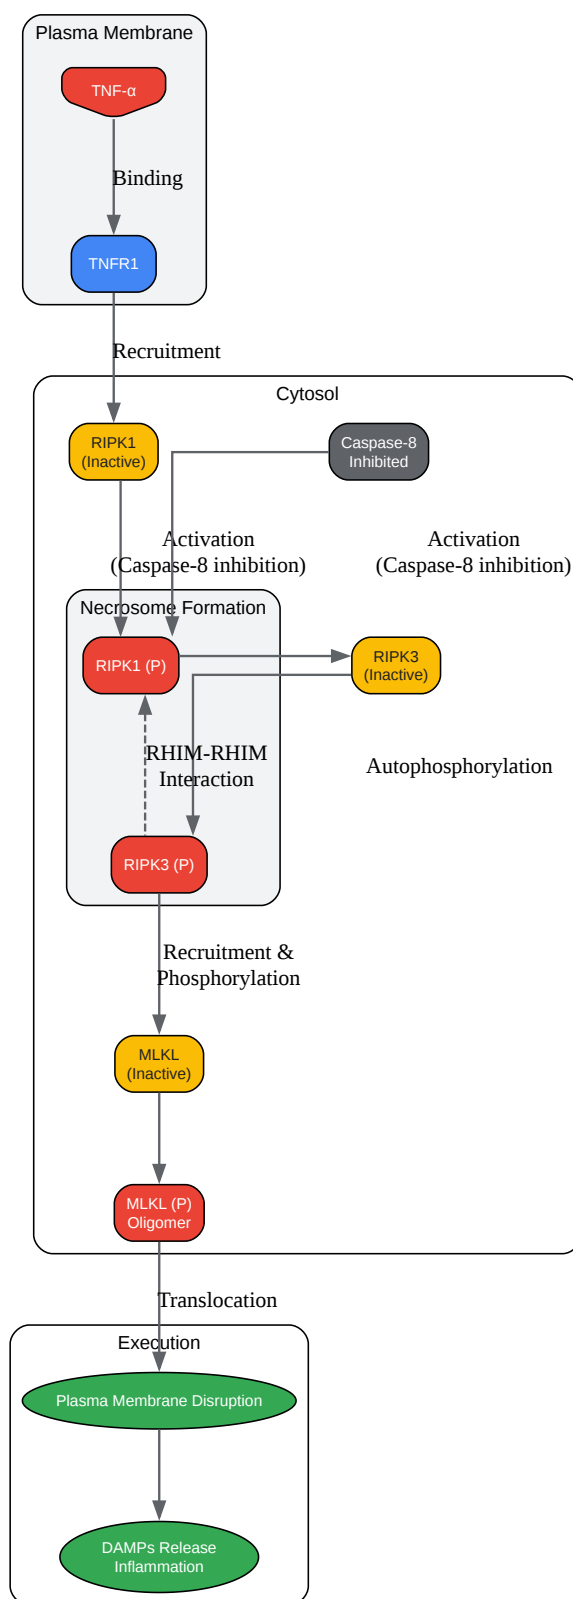 Plasma Membrane
TNF-α
Binding
TNFR1
Recruitment
Cytosol
RIPK1
(Inactive)
Caspase-8
Inhibited
Activation
(Caspase-8 inhibition)
Activation
(Caspase-8 inhibition)
Necrosome Formation
RIPK1 (P)
RIPK3
(Inactive)
RHIM-RHIM
Interaction
Autophosphorylation
RIPK3 (P)
Recruitment &
Phosphorylation
MLKL
(Inactive)
MLKL (P)
Oligomer
Translocation
Execution
Plasma Membrane Disruption
DAMPs Release
Inflammation